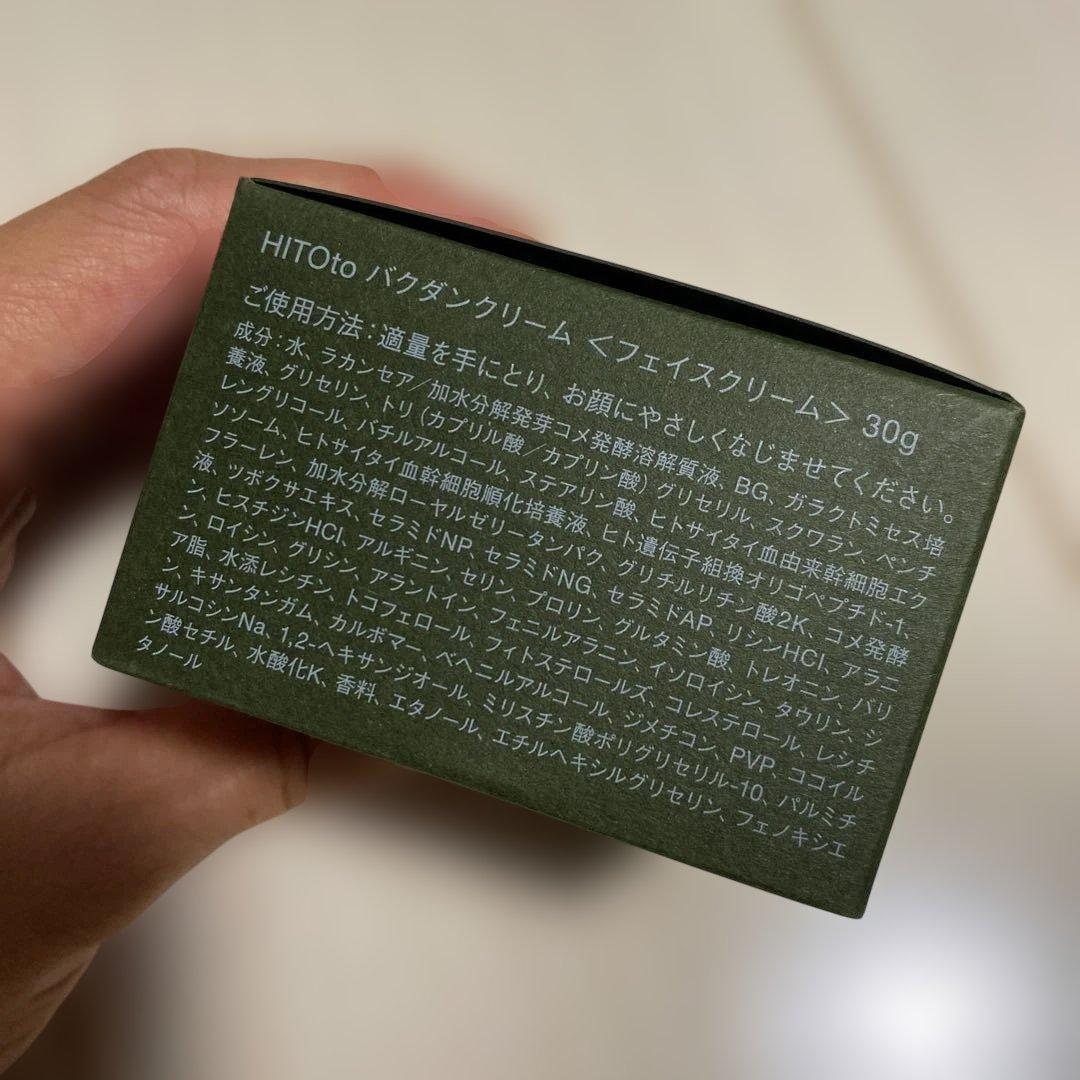 HITOto バクダンクリーム ＜フェイスクリーム＞ 30g
ご使用方法：適量を手にとり、お顔にやさしくなじませてください。
成分：水、ラカンセア／加水分解発芽コメ発酵溶解質液、BG、ガラクトミセス培
養液、グリセリン、トリ（カプリル酸／カプリン酸）グリセリル、スクワラン、ペンチ
レングリコール、バチルアルコール、ステアリン酸、ヒトサイタイ血由来幹細胞エク
ソソーム、ヒトサイタイ血幹細胞順化培養液、ヒト遺伝子組換オリゴペプチド-1、
フラーレン、加水分解ローヤルゼリータンパク、グリチルリチン酸2K、コメ発酵
液、ツボクサエキス、セラミドNP、セラミドNG、セラミドAP、リシンHCl、アラニ
ン、ヒスチジンHCl、アルギニン、セリン、プロリン、グルタミン酸、トレオニン、バリ
ン、ロイシン、グリシン、アラントイン、フェニルアラニン、イソロイシン、タウリン、シ
ア脂、水添レシチン、トコフェロール、フィトステロールズ、コレステロール、レシチ
ン、キサンタンガム、カルボマー、ベヘニルアルコール、ジメチコン、PVP、ココイル
サルコシンNa、1,2-ヘキサンジオール、ミリスチン酸ポリグリセリル-10、パルミチ
ン酸セチル、水酸化K、香料、エタノール、エチルヘキシルグリセリン、フェノキシエ
タノール